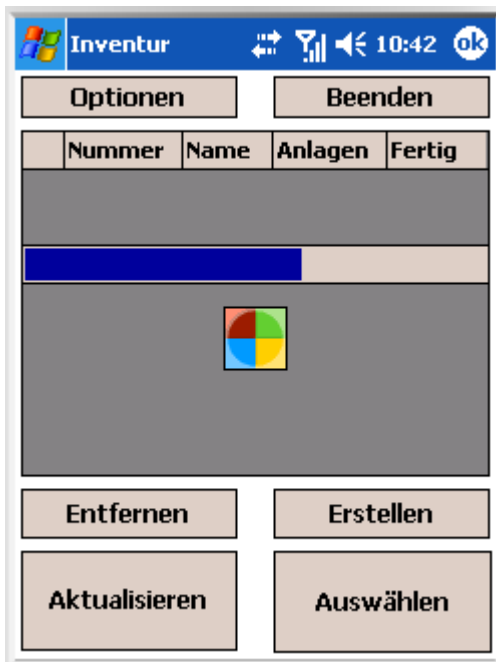 Inventur 10:42 ok
Optionen Beenden
Nummer Name Anlagen Fertig
Entfernen Erstellen
Aktualisieren Auswählen